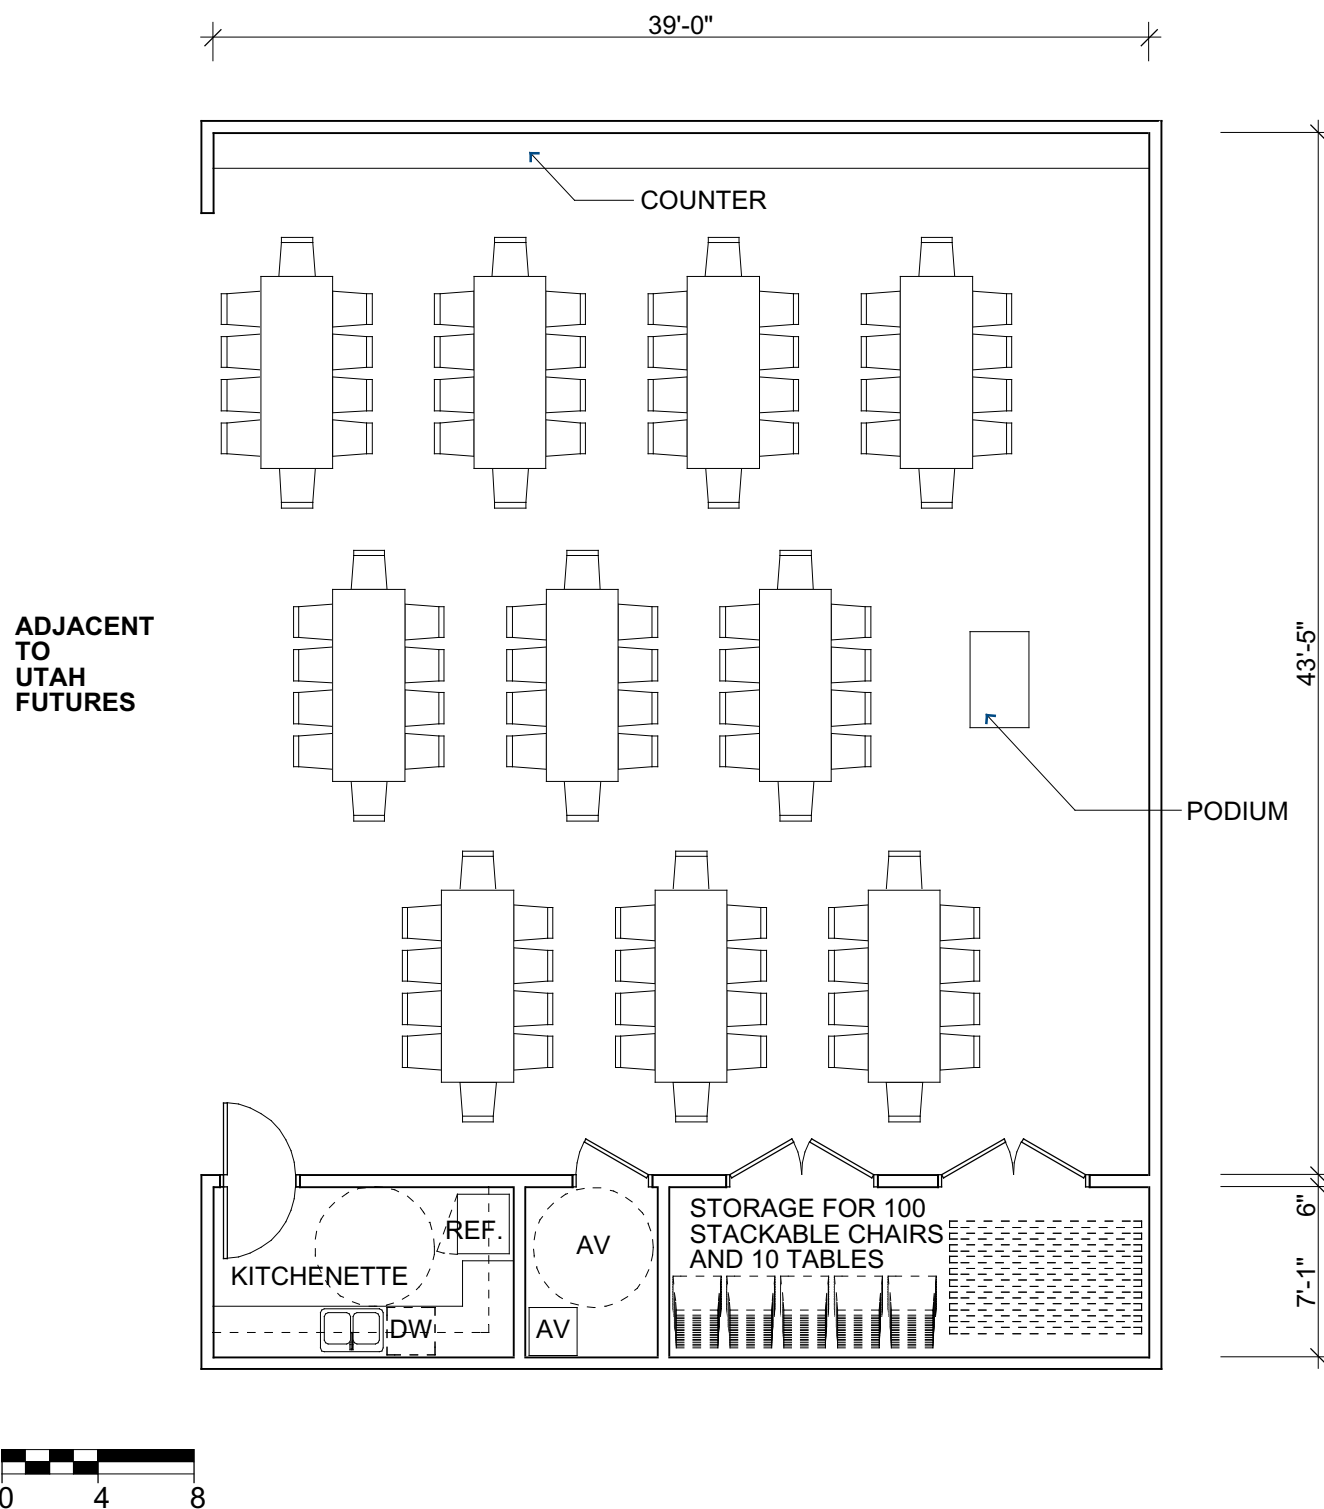 39'-0"
COUNTER
ADJACENT
TO
UTAH
FUTURES
43'-5"
PODIUM
6"
7'-1"
STORAGE FOR 100
STACKABLE CHAIRS
AND 10 TABLES
REF.
AV
KITCHENETTE
DW
AV
0 4 8